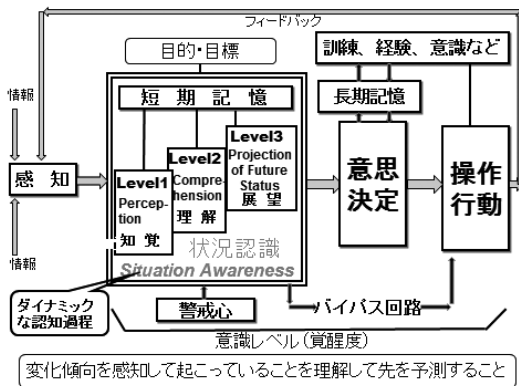 フィードバック
目的・目標
訓練、経験、意識など
情報
短期記憶
長期記憶
Level1
Percep-
tion
知覚
Level2
Compre-
hension
理解
Level3
Projection
of Future
Status
展望
感知
意思
決定
操作
行動
状況認識
Situation Awareness
情報
ダイナミック
な認知過程
警戒心
バイパス回路
意識レベル(覚醒度)
変化傾向を感知して起こっていることを理解して先を予測すること